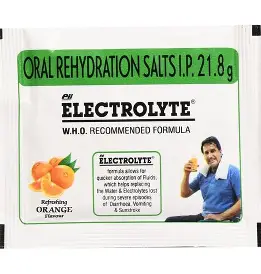 ORAL REHYDRATION SALTS I.P. 21.8g
ELECTROLYTE®
W.H.O. RECOMMENDED FORMULA
ELECTROLYTE®
formula allows for
quicker absorption of Fluids,
which helps replacing
the Water & Electrolytes lost
during severe episodes
of Diarrhoea, Vomiting
& Sunstroke
Refreshing
ORANGE
Flavour